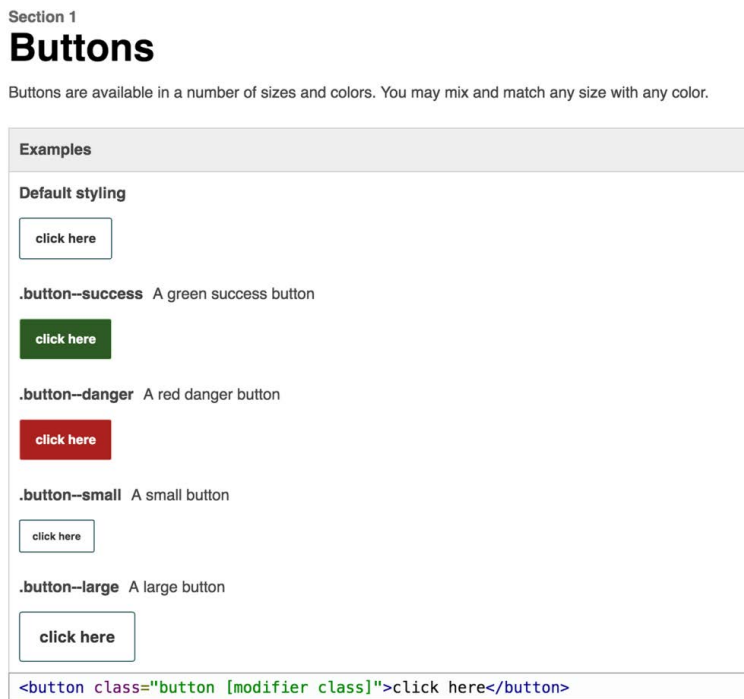 Section 1
Buttons
Buttons are available in a number of sizes and colors. You may mix and match any size with any color.
Examples
Default styling
click here
.button--success A green success button
click here
.button--danger A red danger button
click here
.button--small A small button
click here
.button--large A large button
click here
<button class="button [modifier class]">click here</button>